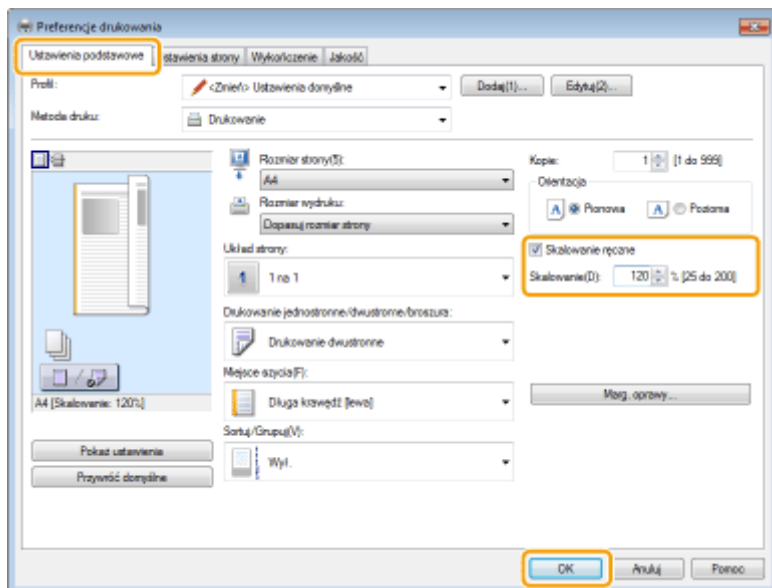 Preferencje drukowania
Ustawienia podstawowe stawienia strony Wykończenie Jakość
Profil: <Zmień> Ustawienia domyślne Dodaj(1)... Edytuj(2)...
Metoda druku: Drukowanie
Rozmiar strony(5):
A4
Rozmiar wydruku:
Dopasuj rozmiar strony
Układ strony:
1 1 na 1
Drukowanie jednostronne/dwustronne/broszura:
Drukowanie dwustronne
Miejsce szycia(F):
Długa krawędź [lewa]
Sortuj/Grupuj(V):
Wył.
Kopie: 1 [1 do 999]
Orientacja
A Pionowa A Pozioma
Skalowanie ręczne
Skalowanie(D): 120 % [25 do 200]
Marg. oprawy...
A4 [Skalowanie: 120%]
Pokaż ustawienia
Przywróć domyślne
OK Anuluj Pomoc